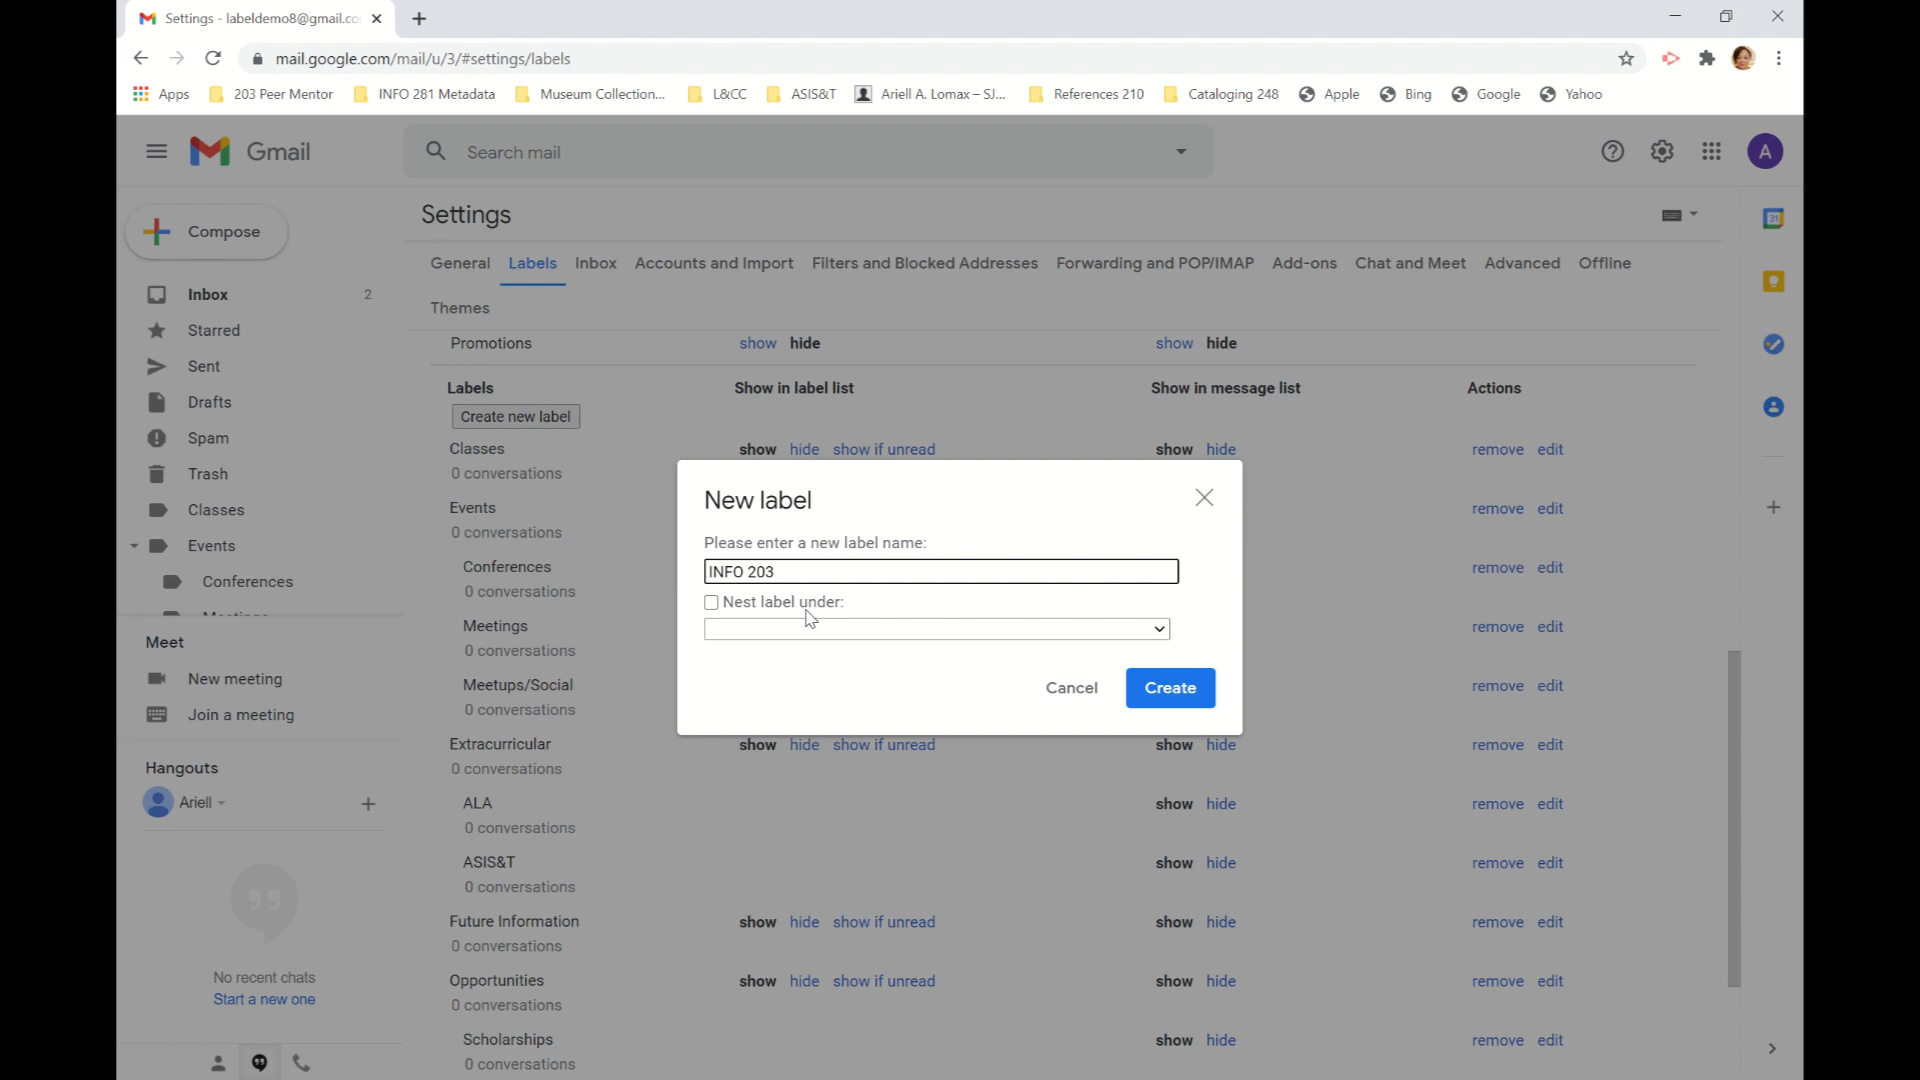 Settings - labeldemo8@gmail.co
mail.google.com/mail/u/3/#settings/labels
Apps 203 Peer Mentor INFO 281 Metadata Museum Collection... L&CC ASIS&T Ariell A. Lomax – SJ... References 210 Cataloging 248 Apple Bing Google Yahoo
Gmail Search mail A
Compose
Inbox 2
Starred
Sent
Drafts
Spam
Trash
Classes
Events
Conferences
Meetings
Meet
New meeting
Join a meeting
Hangouts
Ariell
No recent chats
Start a new one
Settings
General Labels Inbox Accounts and Import Filters and Blocked Addresses Forwarding and POP/IMAP Add-ons Chat and Meet Advanced Offline
Themes
Promotions show hide show hide
Labels Show in label list Show in message list Actions
Create new label
Classes show hide show if unread show hide remove edit
0 conversations
Events remove edit
0 conversations
Conferences remove edit
0 conversations
Meetings remove edit
0 conversations
Meetups/Social remove edit
0 conversations
Extracurricular show hide show if unread show hide remove edit
0 conversations
ALA show hide remove edit
0 conversations
ASIS&T show hide remove edit
0 conversations
Future Information show hide show if unread show hide remove edit
0 conversations
Opportunities show hide show if unread show hide remove edit
0 conversations
Scholarships show hide remove edit
0 conversations
New label
Please enter a new label name:
INFO 203
Nest label under:
Cancel Create
31